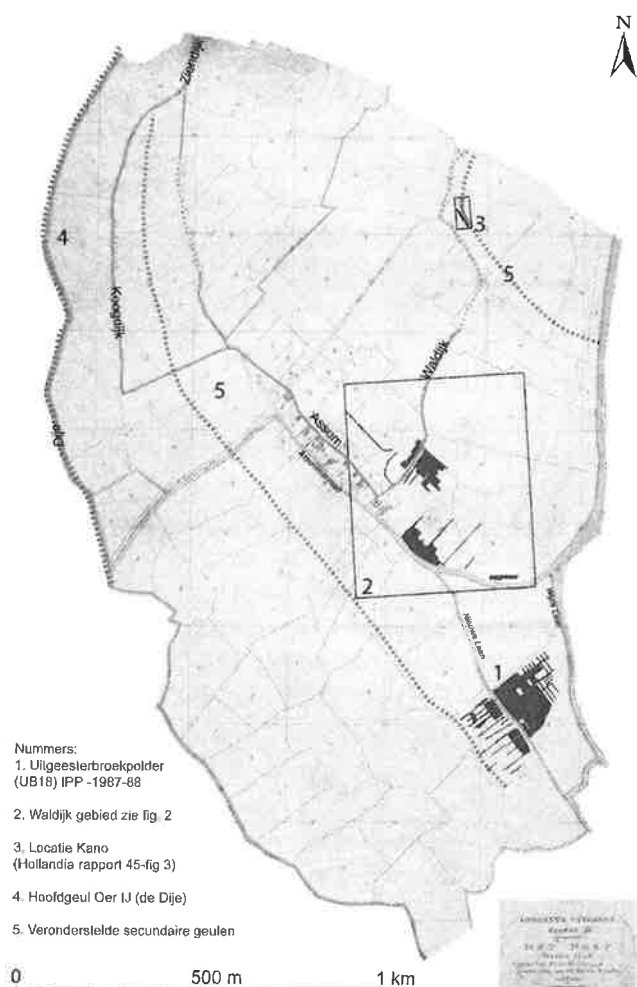 N
Ziendijk
4
3
5
Koogdijk
Waldijk
5
Assum
Dije
2
Nieuwe Laan
1
Nummers:
1. Uitgeesterbroekpolder
(UB18) IPP -1987-88
2. Waldijk gebied zie fig. 2
3. Locatie Kano
(Hollandia rapport 45-fig 3)
4. Hoofdgeul Oer IJ (de Dije)
5. Veronderstelde secundaire geulen
0 500 m 1 km